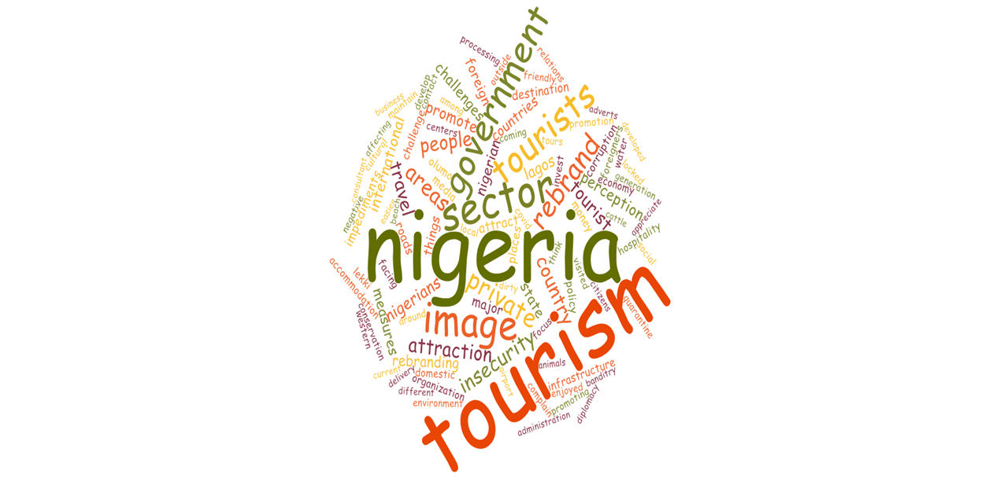 government
processing
relations
outside
foreign
friendly
challenges
develop
contact
destination
tourists
business
maintain
among
promote
countries
adverts
promotion
challenge
centers
coming
tours
people
nigerian
affecting
international
cultural
developed
corruption
foreigners
water
olumo
media
lagos
invest
rebrand
locked
generation
economy
consultant
impediments
travel
areas
sector
tourist
perception
negative
easier
beach
roads
things
local
attract
covid
places
money
cattle
appreciate
hospitality
nigeria
social
think
visited
citizens
policy
country
state
accommodation
lekki
facing
measures
nigerians
around
private
dirty
major
image
tourism
quarantine
conservation
western
attraction
insecurity
focus
rebranding
current
domestic
delivery
organization
different
environment
airport
animals
infrastructure
banditry
enjoyed
complain
promoting
diplomacy
administration